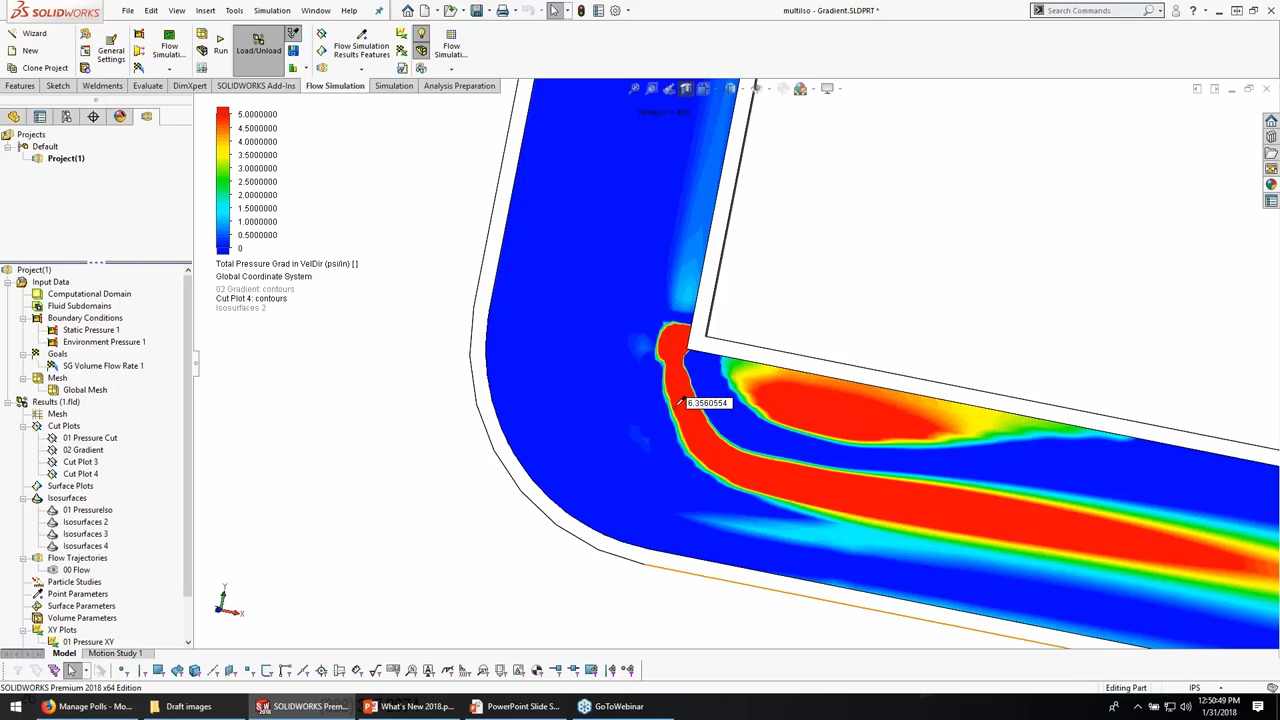 SOLIDWORKS
File
Edit
View
Insert
Tools
Simulation
Window
Help
multiIso - Gradient.SLDPRT *
Search Commands
Wizard
New
Clone Project
General
Settings
Flow
Simulati...
Run
Load/Unload
Flow Simulation
Results Features
Flow
Simulati...
Features
Sketch
Weldments
Evaluate
DimXpert
SOLIDWORKS Add-Ins
Flow Simulation
Simulation
Analysis Preparation
Projects
Default
Project(1)
5.0000000
4.5000000
4.0000000
3.5000000
3.0000000
2.5000000
2.0000000
1.5000000
1.0000000
0.5000000
0
Total Pressure Grad in VelDir (psi/in) [ ]
Global Coordinate System
02 Gradient: contours
Cut Plot 4: contours
Isosurfaces 2
6.3560554
Project(1)
Input Data
Computational Domain
Fluid Subdomains
Boundary Conditions
Static Pressure 1
Environment Pressure 1
Goals
SG Volume Flow Rate 1
Mesh
Global Mesh
Results (1.fld)
Mesh
Cut Plots
01 Pressure Cut
02 Gradient
Cut Plot 3
Cut Plot 4
Surface Plots
Isosurfaces
01 PressureIso
Isosurfaces 2
Isosurfaces 3
Isosurfaces 4
Flow Trajectories
00 Flow
Particle Studies
Point Parameters
Surface Parameters
Volume Parameters
XY Plots
01 Pressure XY
Y
X
Model
Motion Study 1
SOLIDWORKS Premium 2018 x64 Edition
Editing Part
IPS
Manage Polls - Mo...
Draft images
SOLIDWORKS Prem...
What's New 2018.p...
PowerPoint Slide S...
GoToWebinar
12:50:49 PM
1/31/2018